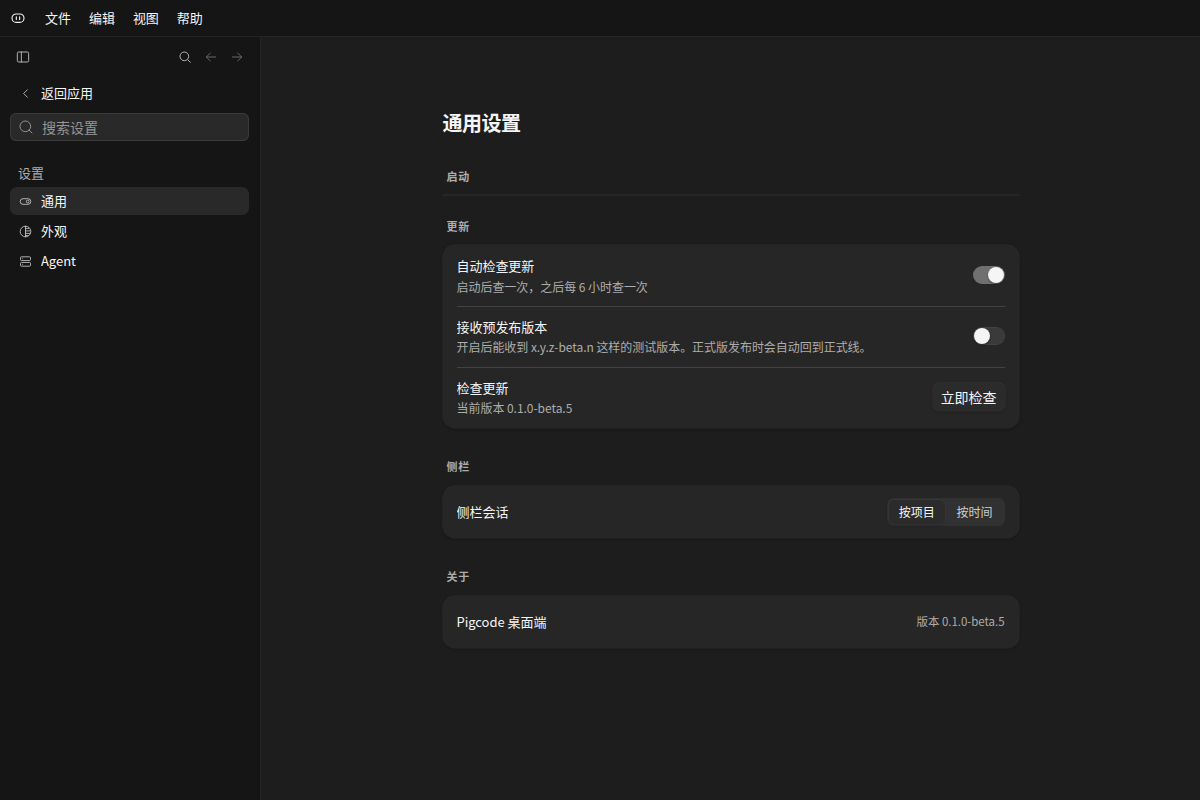 文件 编辑 视图 帮助
返回应用
搜索设置
设置
通用
外观
Agent
通用设置
启动
更新
自动检查更新
启动后查一次，之后每 6 小时查一次
接收预发布版本
开启后能收到 x.y.z-beta.n 这样的测试版本。正式版发布时会自动回到正式线。
检查更新
当前版本 0.1.0-beta.5
立即检查
侧栏
侧栏会话
按项目 按时间
关于
Pigcode 桌面端
版本 0.1.0-beta.5